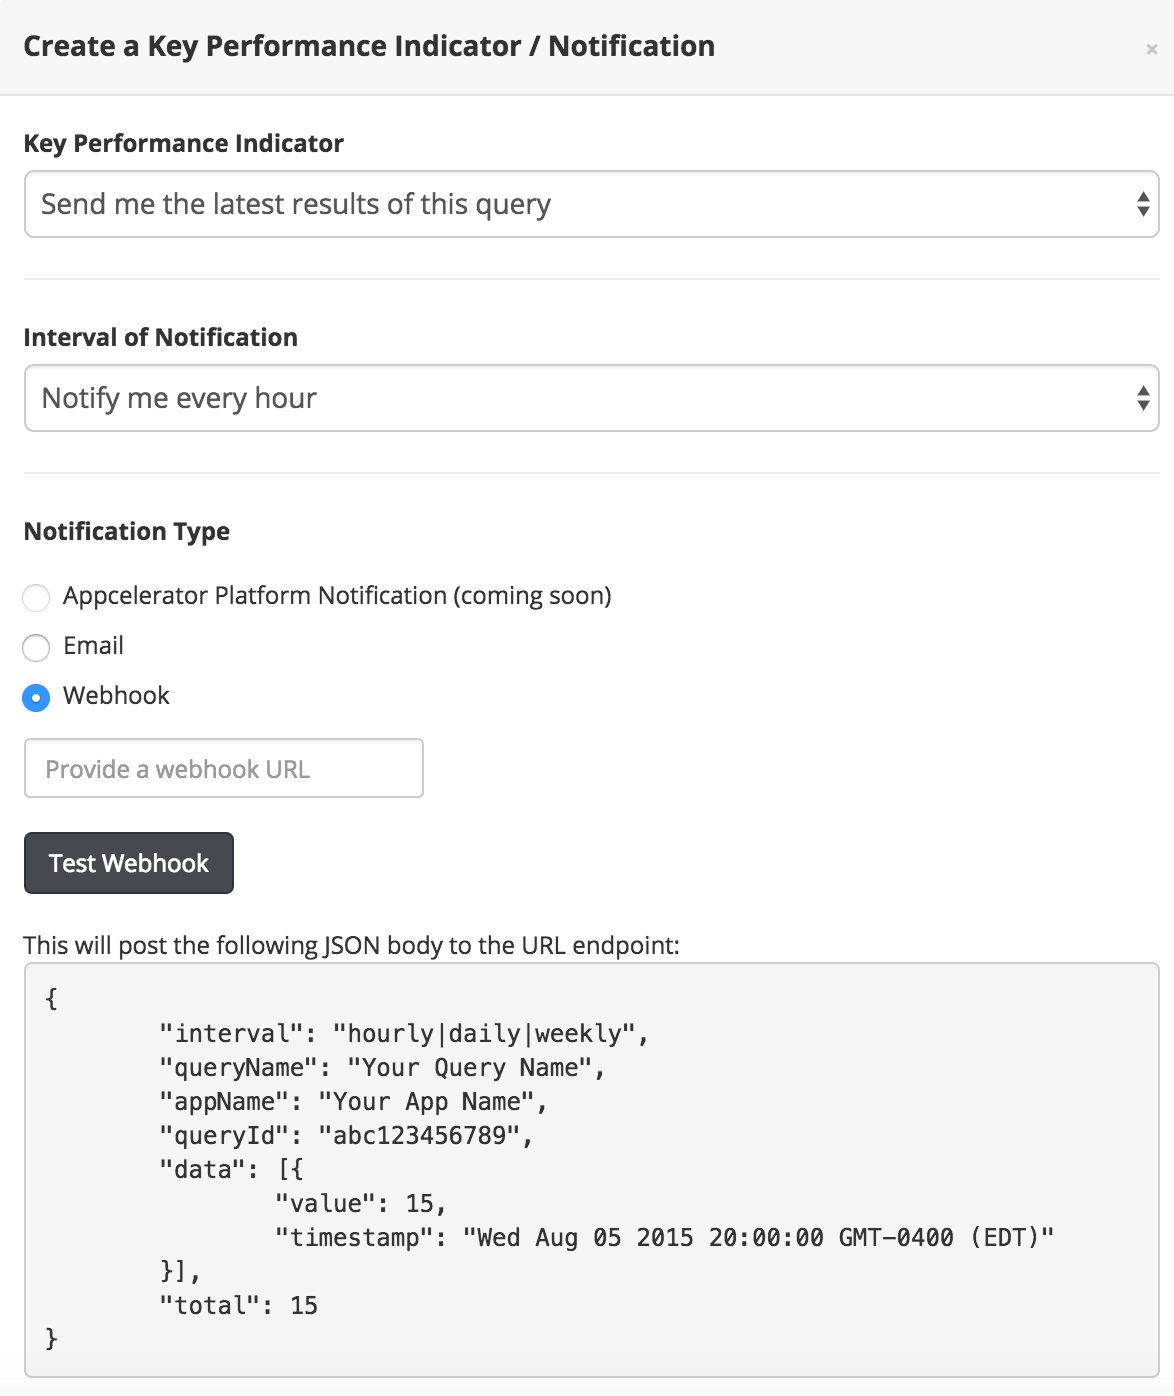 Create a Key Performance Indicator / Notification
×
Key Performance Indicator
Send me the latest results of this query
Interval of Notification
Notify me every hour
Notification Type
Appcelerator Platform Notification (coming soon)
Email
Webhook
Provide a webhook URL
Test Webhook
This will post the following JSON body to the URL endpoint:
{
        "interval": "hourly|daily|weekly",
        "queryName": "Your Query Name",
        "appName": "Your App Name",
        "queryId": "abc123456789",
        "data": [{
                "value": 15,
                "timestamp": "Wed Aug 05 2015 20:00:00 GMT-0400 (EDT)"
        }],
        "total": 15
}